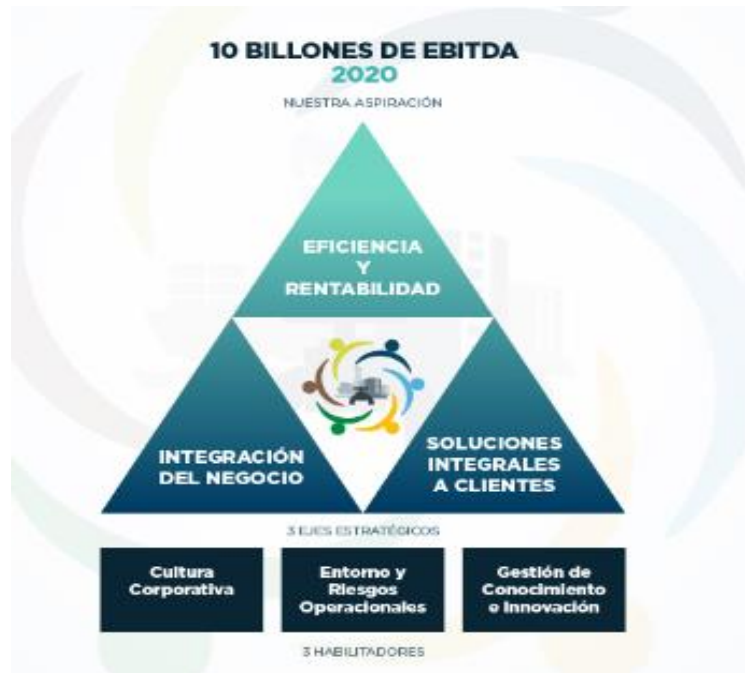 10 BILLONES DE EBITDA
2020
NUESTRA ASPIRACIÓN
EFICIENCIA
Y
RENTABILIDAD
INTEGRACIÓN
DEL NEGOCIO
SOLUCIONES
INTEGRALES
A CLIENTES
3 EJES ESTRATÉGICOS
Cultura
Corporativa
Entorno y
Riesgos
Operacionales
Gestión de
Conocimiento
e Innovación
3 HABILITADORES